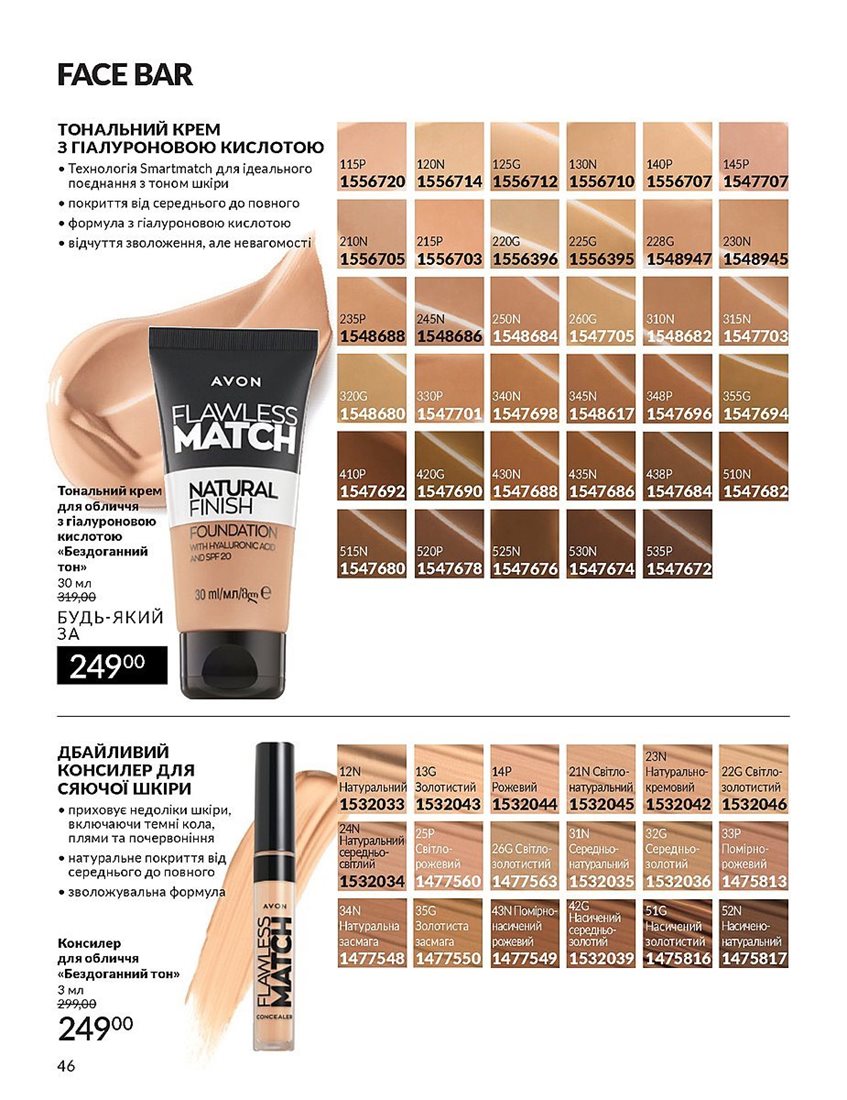 FACE BAR
ТОНАЛЬНИЙ КРЕМ
З ГІАЛУРОНОВОЮ КИСЛОТОЮ
• Технологія Smartmatch для ідеального
поєднання з тоном шкіри
• покриття від середнього до повного
• формула з гіалуроновою кислотою
• відчуття зволоження, але невагомості
115P 120N 125G 130N 140P 145P
1556720 1556714 1556712 1556710 1556707 1547707
210N 215P 220G 225G 228G 230N
1556705 1556703 1556396 1556395 1548947 1548945
235P 245N 250N 260G 310N 315N
1548688 1548686 1548684 1547705 1548682 1547703
320G 330P 340N 345N 348P 355G
1548680 1547701 1547698 1548617 1547696 1547694
410P 420G 430N 435N 438P 510N
1547692 1547690 1547688 1547686 1547684 1547682
515N 520P 525N 530N 535P
1547680 1547678 1547676 1547674 1547672
AVON
FLAWLESS
MATCH
NATURAL
FINISH
FOUNDATION
WITH HYALURONIC ACID
AND SPF 20
30 ml/мл/მლ e
Тональний крем
для обличчя
з гіалуроновою
кислотою
«Бездоганний
тон»
30 мл
319,00
БУДЬ-ЯКИЙ
ЗА
249⁰⁰
ДБАЙЛИВИЙ
КОНСИЛЕР ДЛЯ
СЯЮЧОЇ ШКІРИ
• приховує недоліки шкіри,
включаючи темні кола,
плями та почервоніння
• натуральне покриття від
середнього до повного
• зволожувальна формула
Консилер
для обличчя
«Бездоганний тон»
3 мл
299,00
249⁰⁰
AVON
FLAWLESS
MATCH
CONCEALER
12N
Натуральний
1532033
13G
Золотистий
1532043
14P
Рожевий
1532044
21N Світло-
натуральний
1532045
23N
Натурально-
кремовий
1532042
22G Світло-
золотистий
1532046
24N
Натуральний
середньо-
світлий
1532034
25P
Світло-
рожевий
1477560
26G Світло-
золотистий
1477563
31N
Середньо-
натуральний
1532035
32G
Середньо-
золотий
1532036
33P
Помірно-
рожевий
1475813
34N
Натуральна
засмага
1477548
35G
Золотиста
засмага
1477550
43N Помірно-
насичений
рожевий
1477549
42G
Насичений
середньо-
золотий
1532039
51G
Насичений
золотистий
1475816
52N
Насичено-
натуральний
1475817
46